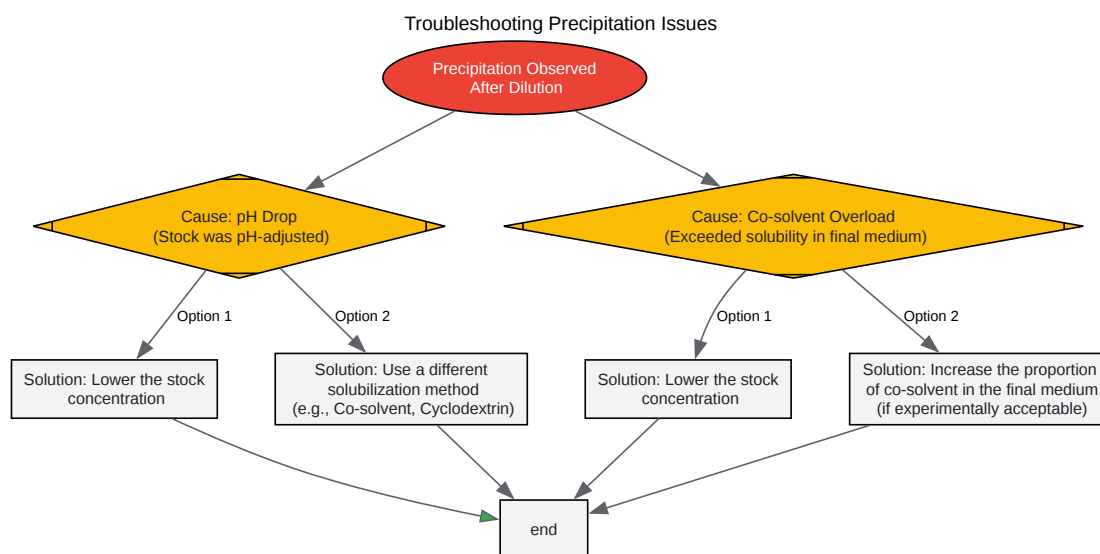 Troubleshooting Precipitation Issues
Precipitation Observed
After Dilution
Cause: pH Drop
(Stock was pH-adjusted)
Cause: Co-solvent Overload
(Exceeded solubility in final medium)
Option 1
Option 2
Option 1
Option 2
Solution: Lower the stock
concentration
Solution: Use a different
solubilization method
(e.g., Co-solvent, Cyclodextrin)
Solution: Lower the stock
concentration
Solution: Increase the proportion
of co-solvent in the final medium
(if experimentally acceptable)
end